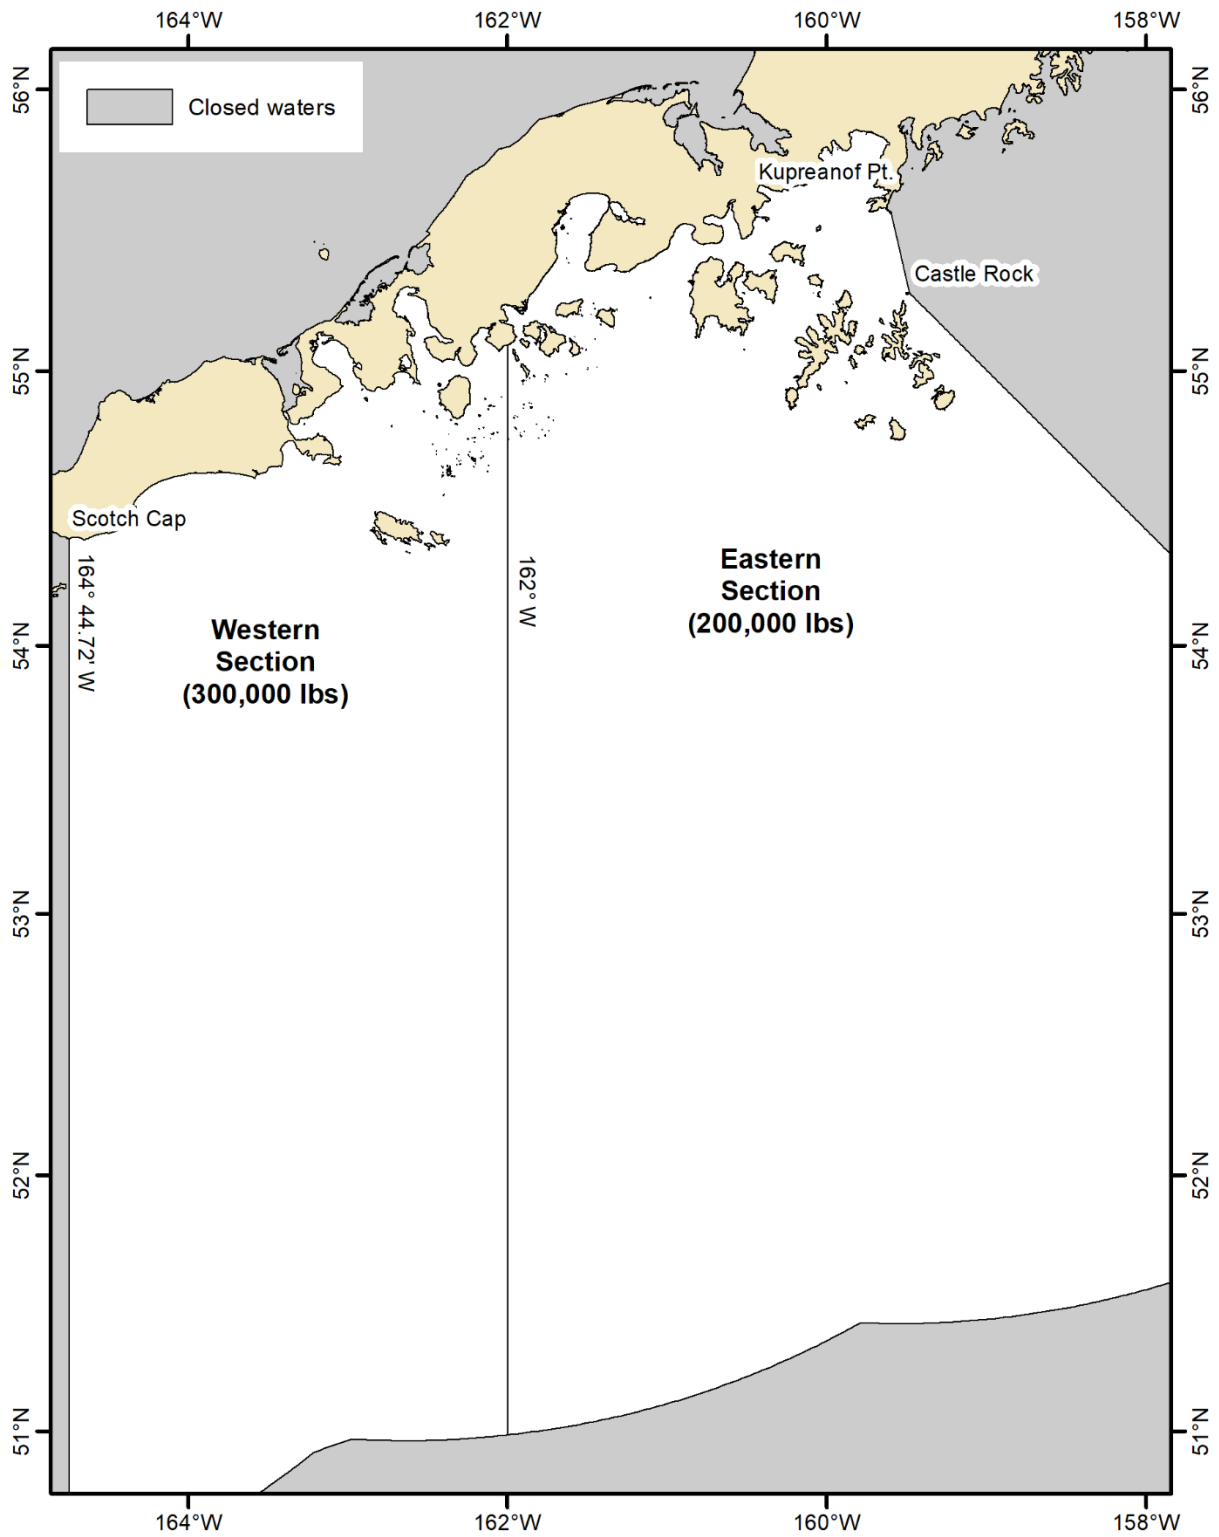 164°W 162°W 160°W 158°W
56°N 56°N
Closed waters
Kupreanof Pt.
Castle Rock
55°N 55°N
Scotch Cap
164° 44.72' W
162° W
Eastern
Section
(200,000 lbs)
Western
Section
(300,000 lbs)
54°N 54°N
53°N 53°N
52°N 52°N
51°N 51°N
164°W 162°W 160°W 158°W